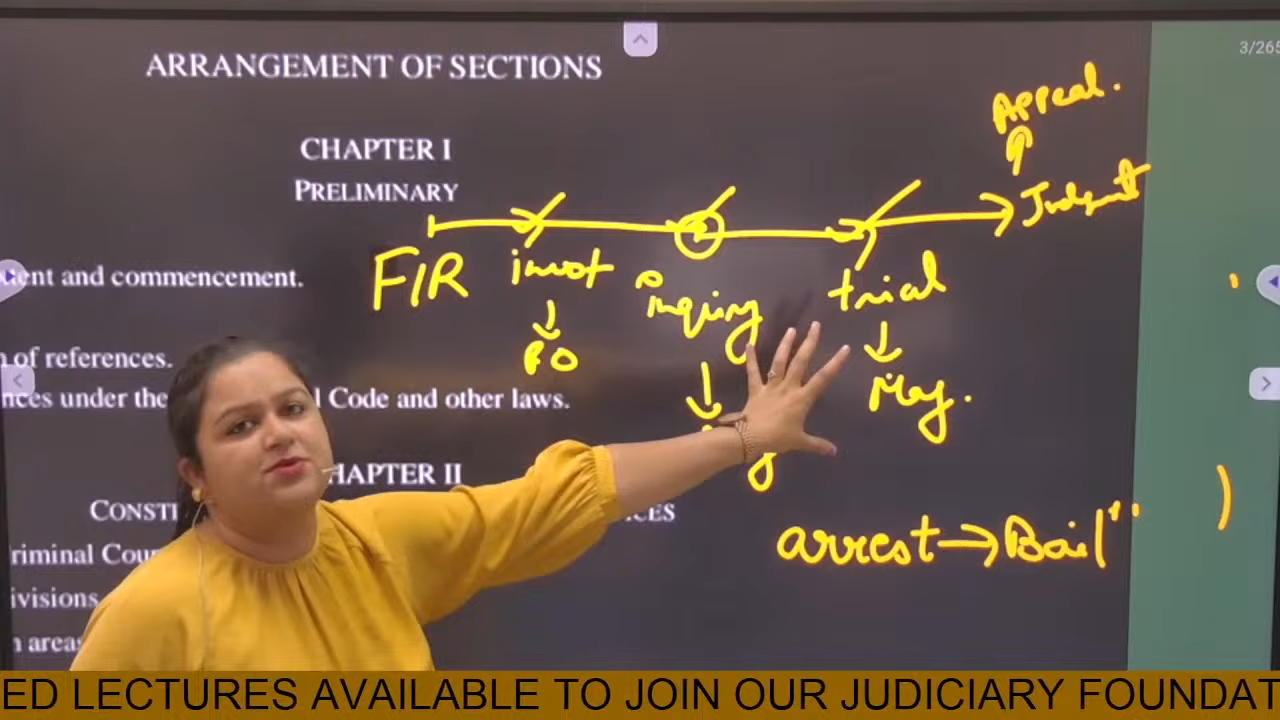 3/265
ARRANGEMENT OF SECTIONS
Appeal.
CHAPTER I
PRELIMINARY
Judgment
FIR invest inquiry trial
ent and commencement.
PO
n of references.
Mag.
nces under the l Code and other laws.
HAPTER II
CONSTI CES
arrest → Bail"
riminal Cou
ivisions
n areas
ED LECTURES AVAILABLE TO JOIN OUR JUDICIARY FOUNDAT